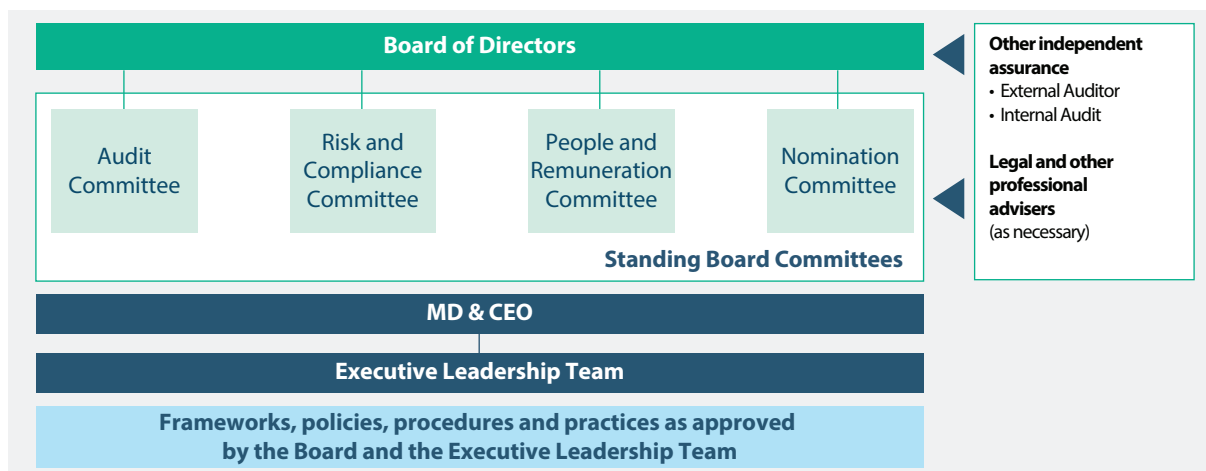 Board of Directors
Audit
Committee
Risk and
Compliance
Committee
People and
Remuneration
Committee
Nomination
Committee
Standing Board Committees
MD & CEO
Executive Leadership Team
Frameworks, policies, procedures and practices as approved
by the Board and the Executive Leadership Team
Other independent
assurance
• External Auditor
• Internal Audit
Legal and other
professional
advisers
(as necessary)